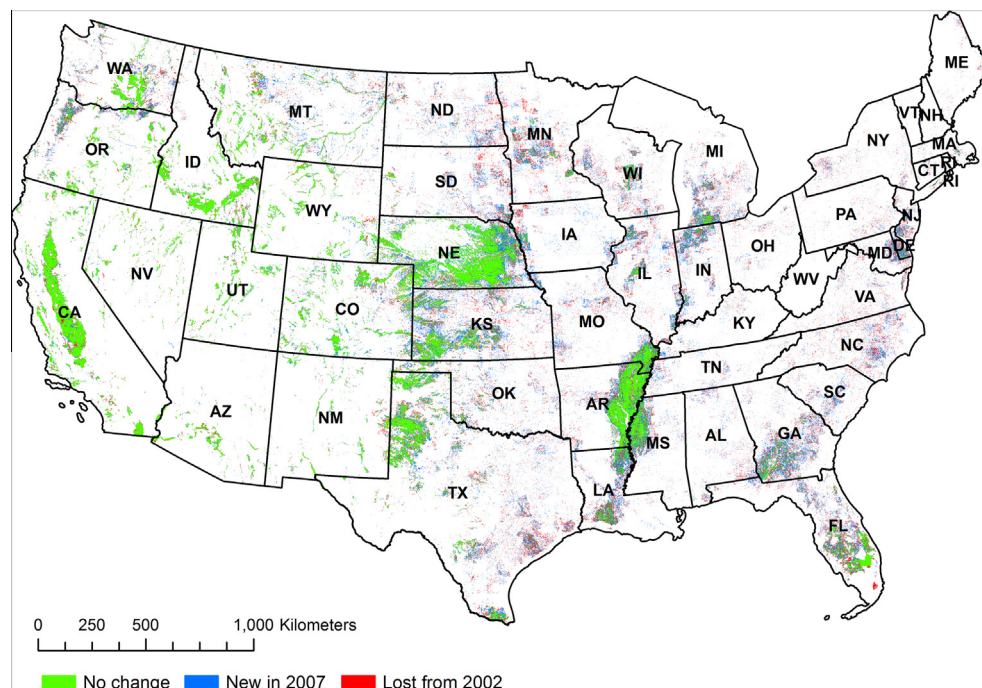 WA
ME
MT
ND
MN
VT
NH
OR
ID
SD
WI
MI
NY
MA
RI
CT
RI
WY
IA
PA
NJ
NE
OH
DE
MD
NV
UT
CO
IL
IN
WV
VA
CA
KS
MO
KY
NC
TN
AZ
NM
OK
AR
SC
MS
AL
GA
TX
LA
FL
0 250 500 1,000 Kilometers
No change New in 2007 Lost from 2002